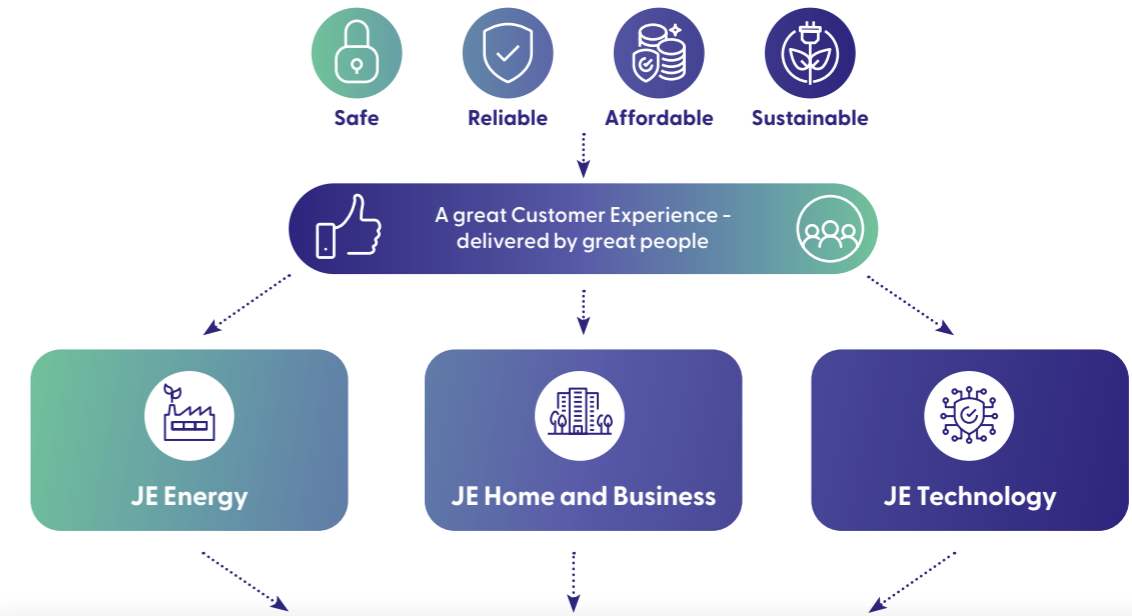 Safe
Reliable
Affordable
Sustainable
A great Customer Experience -
delivered by great people
JE Energy
JE Home and Business
JE Technology